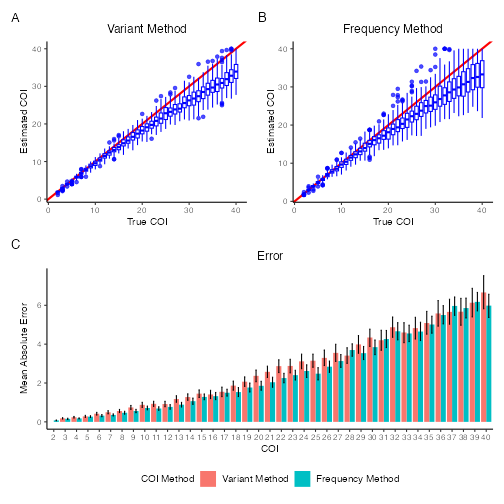 A
Variant Method
Estimated COI
40
30
20
10
0
0 10 20 30 40
True COI
B
Frequency Method
Estimated COI
40
30
20
10
0
0 10 20 30 40
True COI
C
Error
Mean Absolute Error
6
4
2
0
2 3 4 5 6 7 8 9 10 11 12 13 14 15 16 17 18 19 20 21 22 23 24 25 26 27 28 29 30 31 32 33 34 35 36 37 38 39 40
COI
COI Method Variant Method Frequency Method